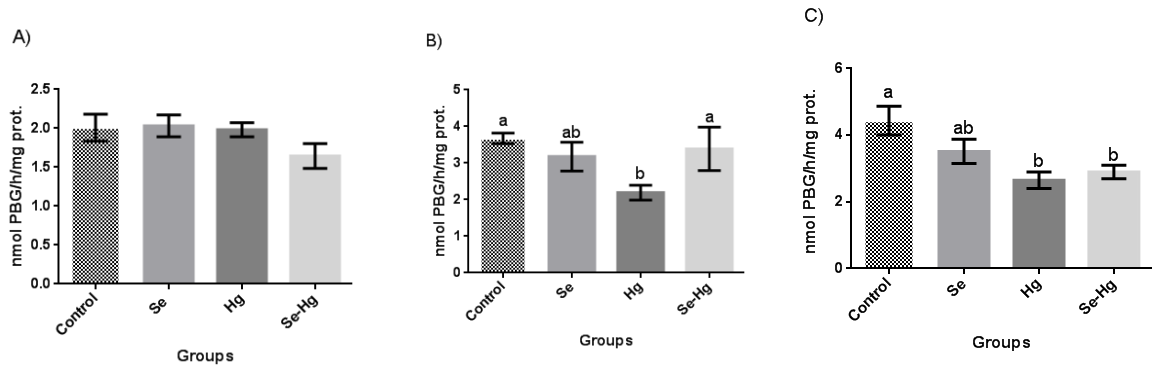 A)
nmol PBG/h/mg prot.
2.5
2.0
1.5
1.0
0.5
0.0
Control
Se
Hg
Se-Hg
Groups
B)
nmol PBG/h/mg prot.
5
4
3
2
1
0
a
ab
b
a
Control
Se
Hg
Se-Hg
Groups
C)
nmol PBG/h/mg prot.
6
4
2
0
a
ab
b
b
Control
Se
Hg
Se-Hg
Groups